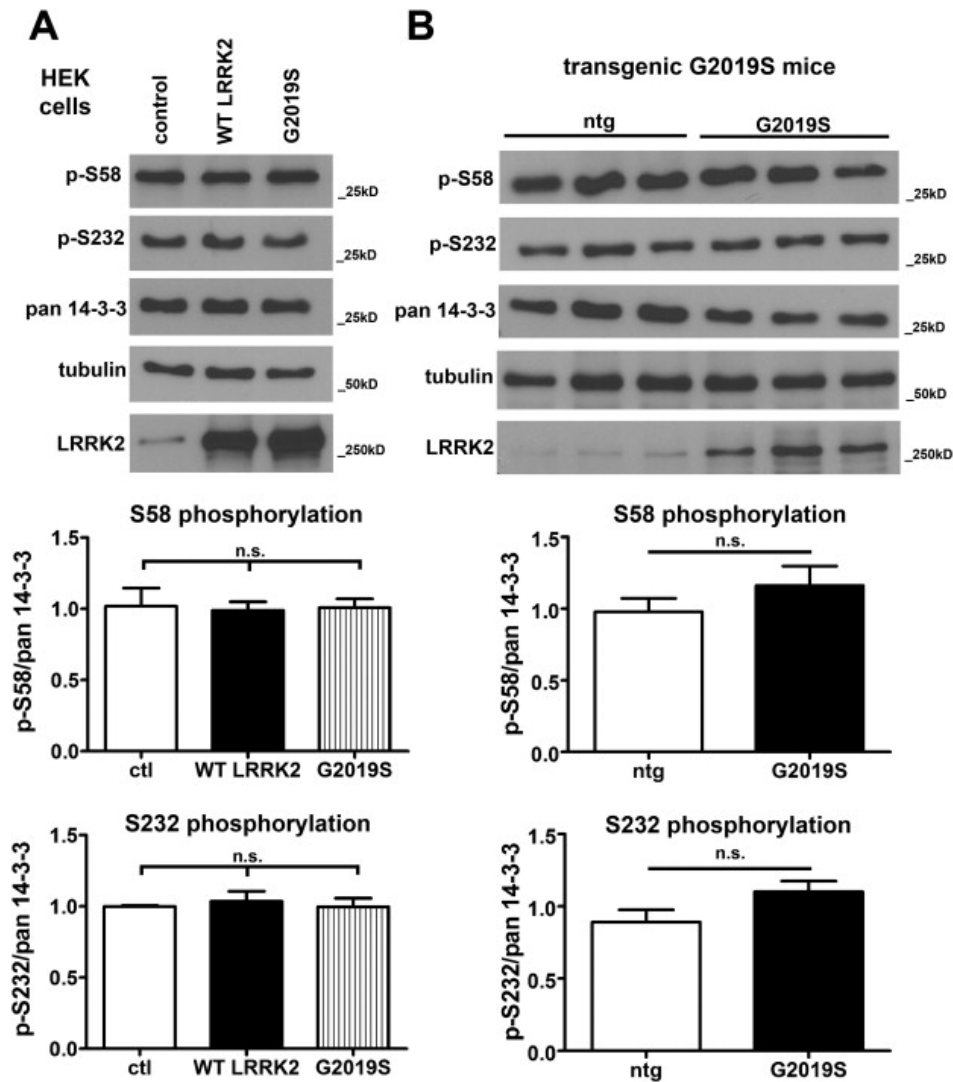 A
HEK
cells
control
WT LRRK2
G2019S
p-S58
_25kD
p-S232
_25kD
pan 14-3-3
_25kD
tubulin
_50kD
LRRK2
_250kD
S58 phosphorylation
n.s.
p-S58/pan 14-3-3
1.5
1.0
0.5
0.0
ctl WT LRRK2 G2019S
S232 phosphorylation
n.s.
p-S232/pan 14-3-3
1.5
1.0
0.5
0.0
ctl WT LRRK2 G2019S
B
transgenic G2019S mice
ntg G2019S
p-S58
_25kD
p-S232
_25kD
pan 14-3-3
_25kD
tubulin
_50kD
LRRK2
_250kD
S58 phosphorylation
n.s.
p-S58/pan 14-3-3
1.5
1.0
0.5
0.0
ntg G2019S
S232 phosphorylation
n.s.
p-S232/pan 14-3-3
1.5
1.0
0.5
0.0
ntg G2019S